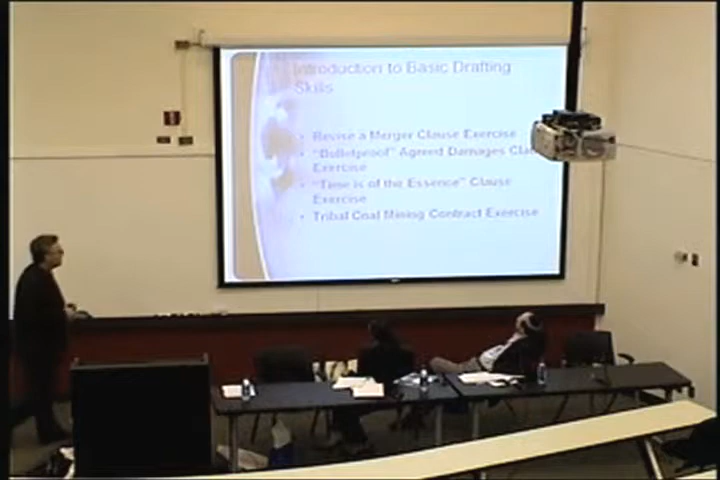 Introduction to Basic Drafting
Skills
• Revise a Merger Clause Exercise
• "Bulletproof" Agreed Damages
Exercise
• "Time is of the Essence" Clause
Exercise
• Tribal Coal Mining Contract Exercise